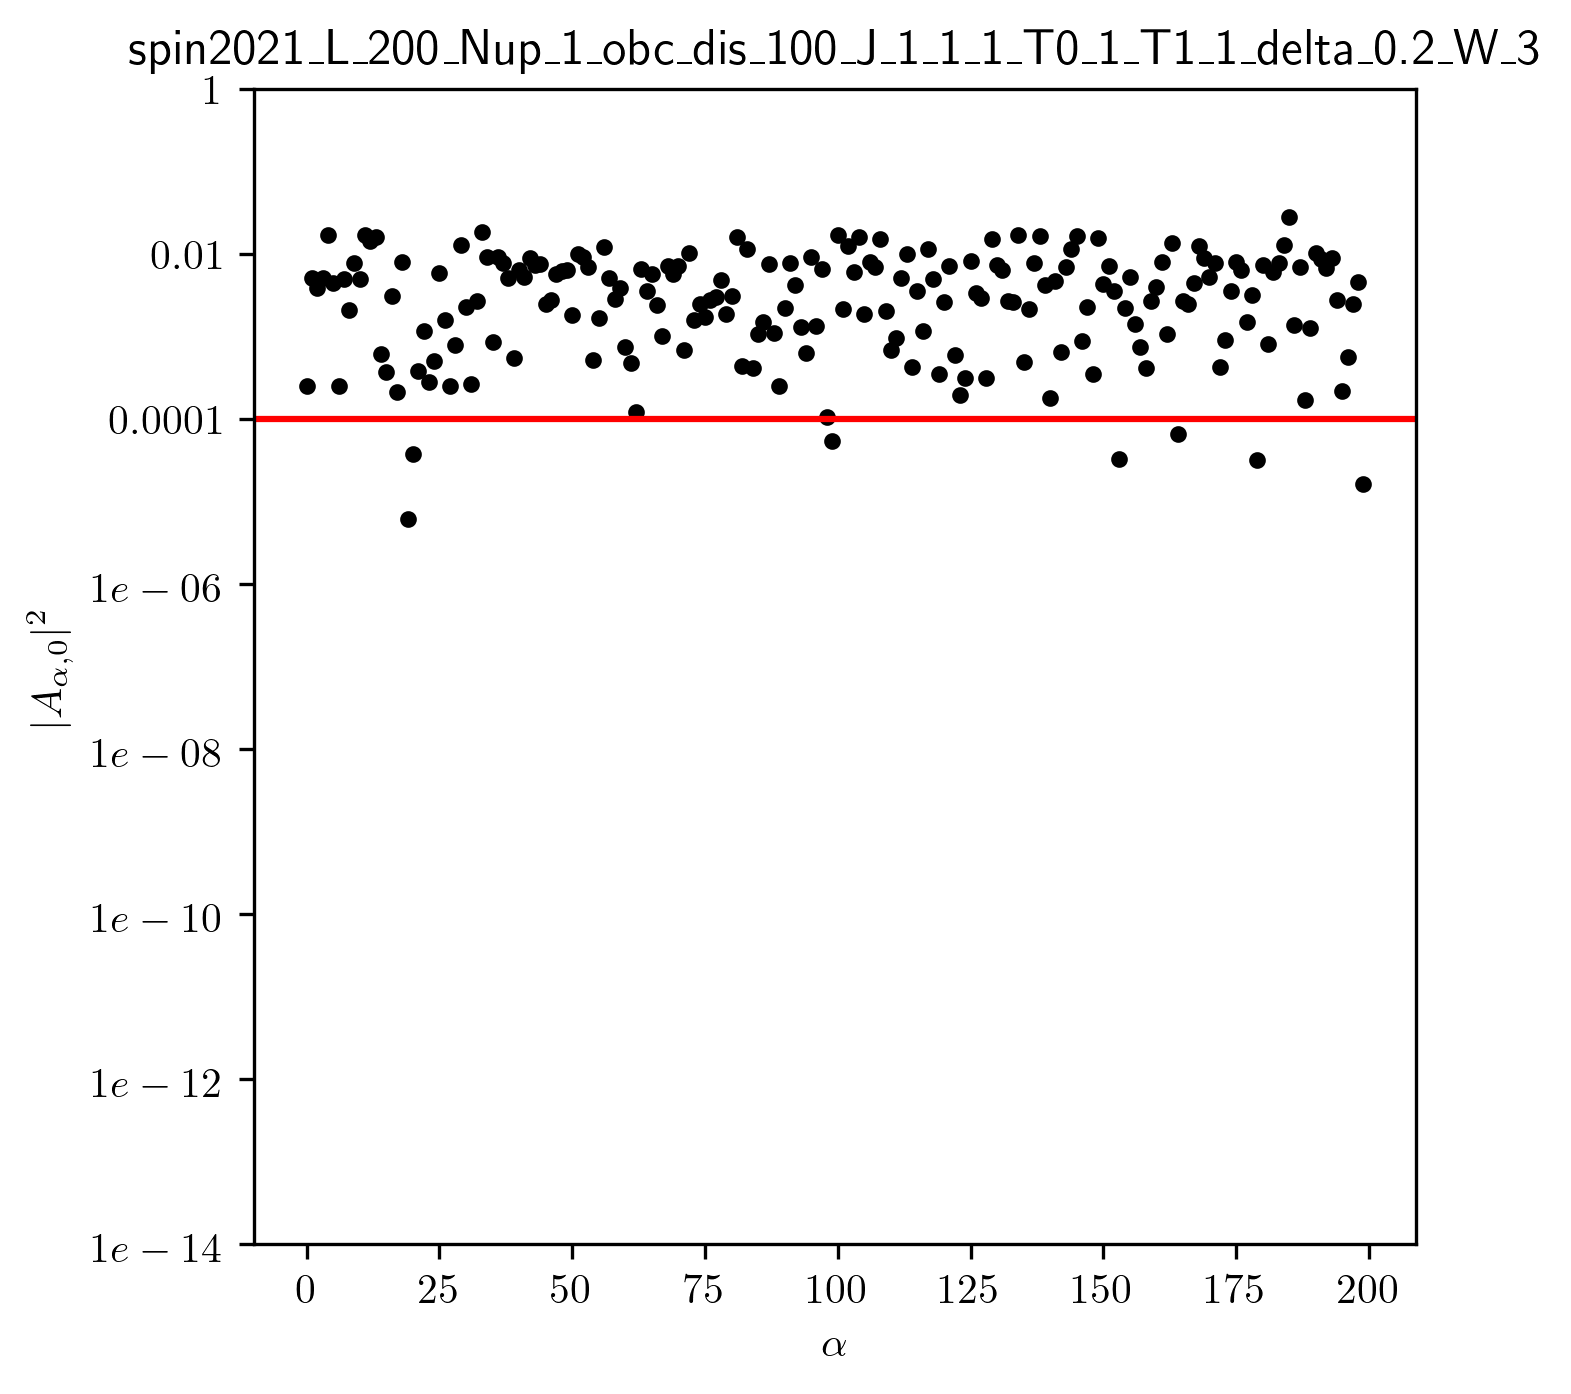 spin2021_L_200_Nup_1_obc_dis_100_J_1_1_1_T0_1_T1_1_delta_0.2_W_3
1
0.01
0.0001
1e − 06
1e − 08
1e − 10
1e − 12
1e − 14
|A_{α,0}|^2
0 25 50 75 100 125 150 175 200
α